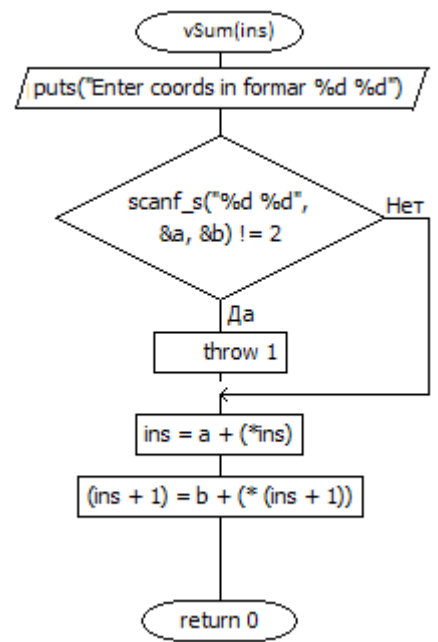 vSum(ins)
puts("Enter coords in formar %d %d")
scanf_s("%d %d",
&a, &b) != 2
Нет
Да
throw 1
ins = a + (*ins)
(ins + 1) = b + (* (ins + 1))
return 0